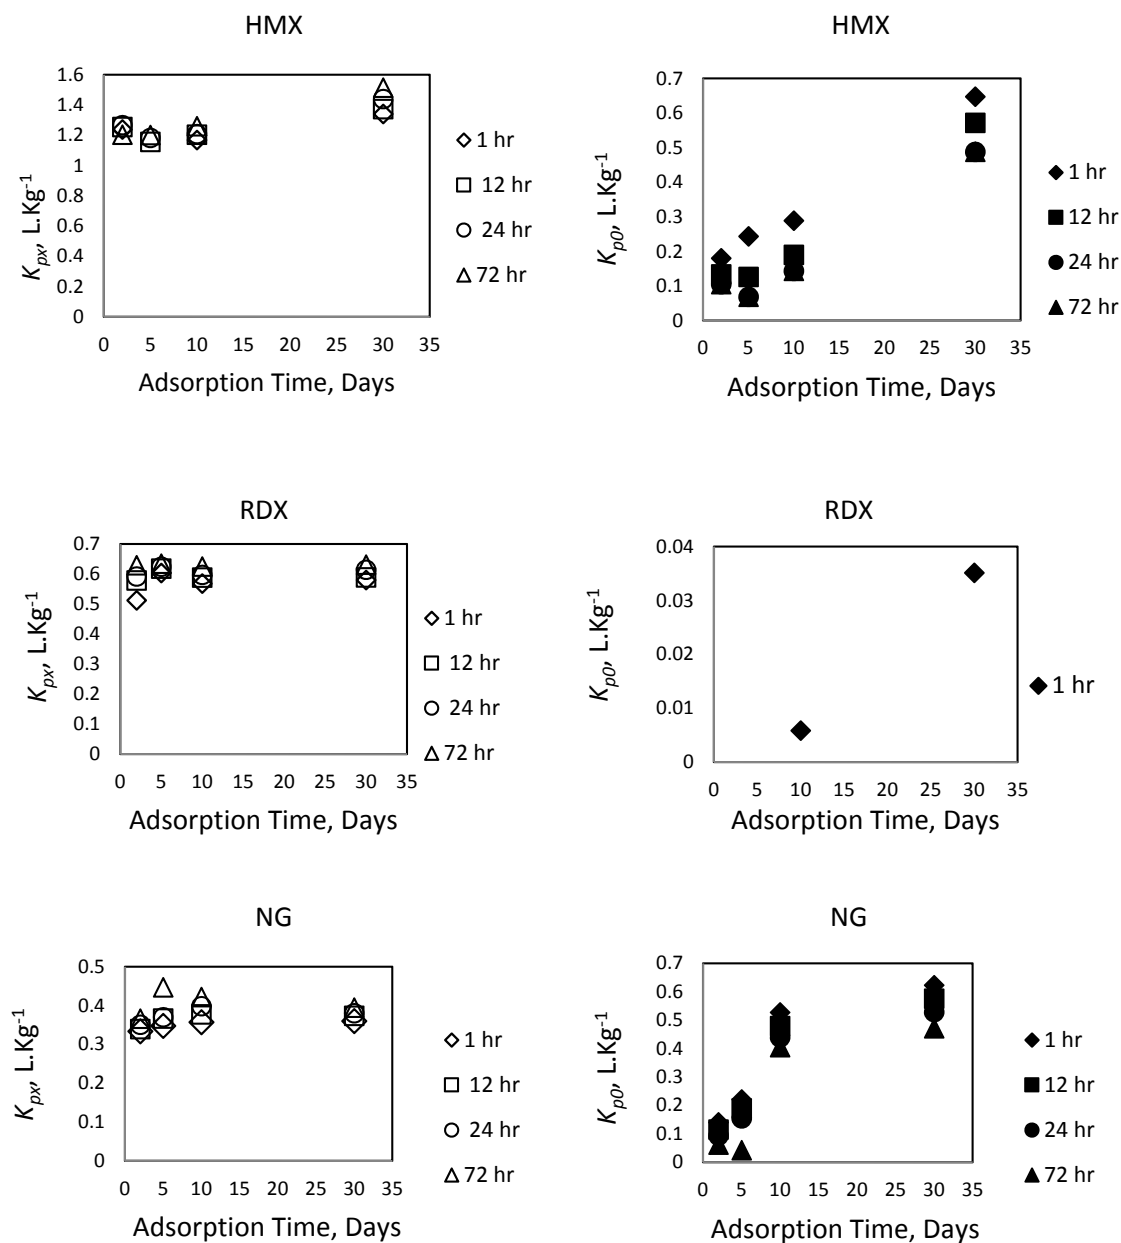 HMX
1.6
1.4
1.2
1
0.8
0.6
0.4
0.2
0
0 5 10 15 20 25 30 35
Kpx, L.Kg-1
Adsorption Time, Days
1 hr
12 hr
24 hr
72 hr
HMX
0.7
0.6
0.5
0.4
0.3
0.2
0.1
0
0 5 10 15 20 25 30 35
Kp0, L.Kg-1
Adsorption Time, Days
1 hr
12 hr
24 hr
72 hr
RDX
0.7
0.6
0.5
0.4
0.3
0.2
0.1
0
0 5 10 15 20 25 30 35
Kpx, L.Kg-1
Adsorption Time, Days
1 hr
12 hr
24 hr
72 hr
RDX
0.04
0.03
0.02
0.01
0
0 5 10 15 20 25 30 35
Kp0, L.Kg-1
Adsorption Time, Days
1 hr
NG
0.5
0.4
0.3
0.2
0.1
0
0 5 10 15 20 25 30 35
Kpx, L.Kg-1
Adsorption Time, Days
1 hr
12 hr
24 hr
72 hr
NG
0.7
0.6
0.5
0.4
0.3
0.2
0.1
0
0 5 10 15 20 25 30 35
Kp0, L.Kg-1
Adsorption Time, Days
1 hr
12 hr
24 hr
72 hr